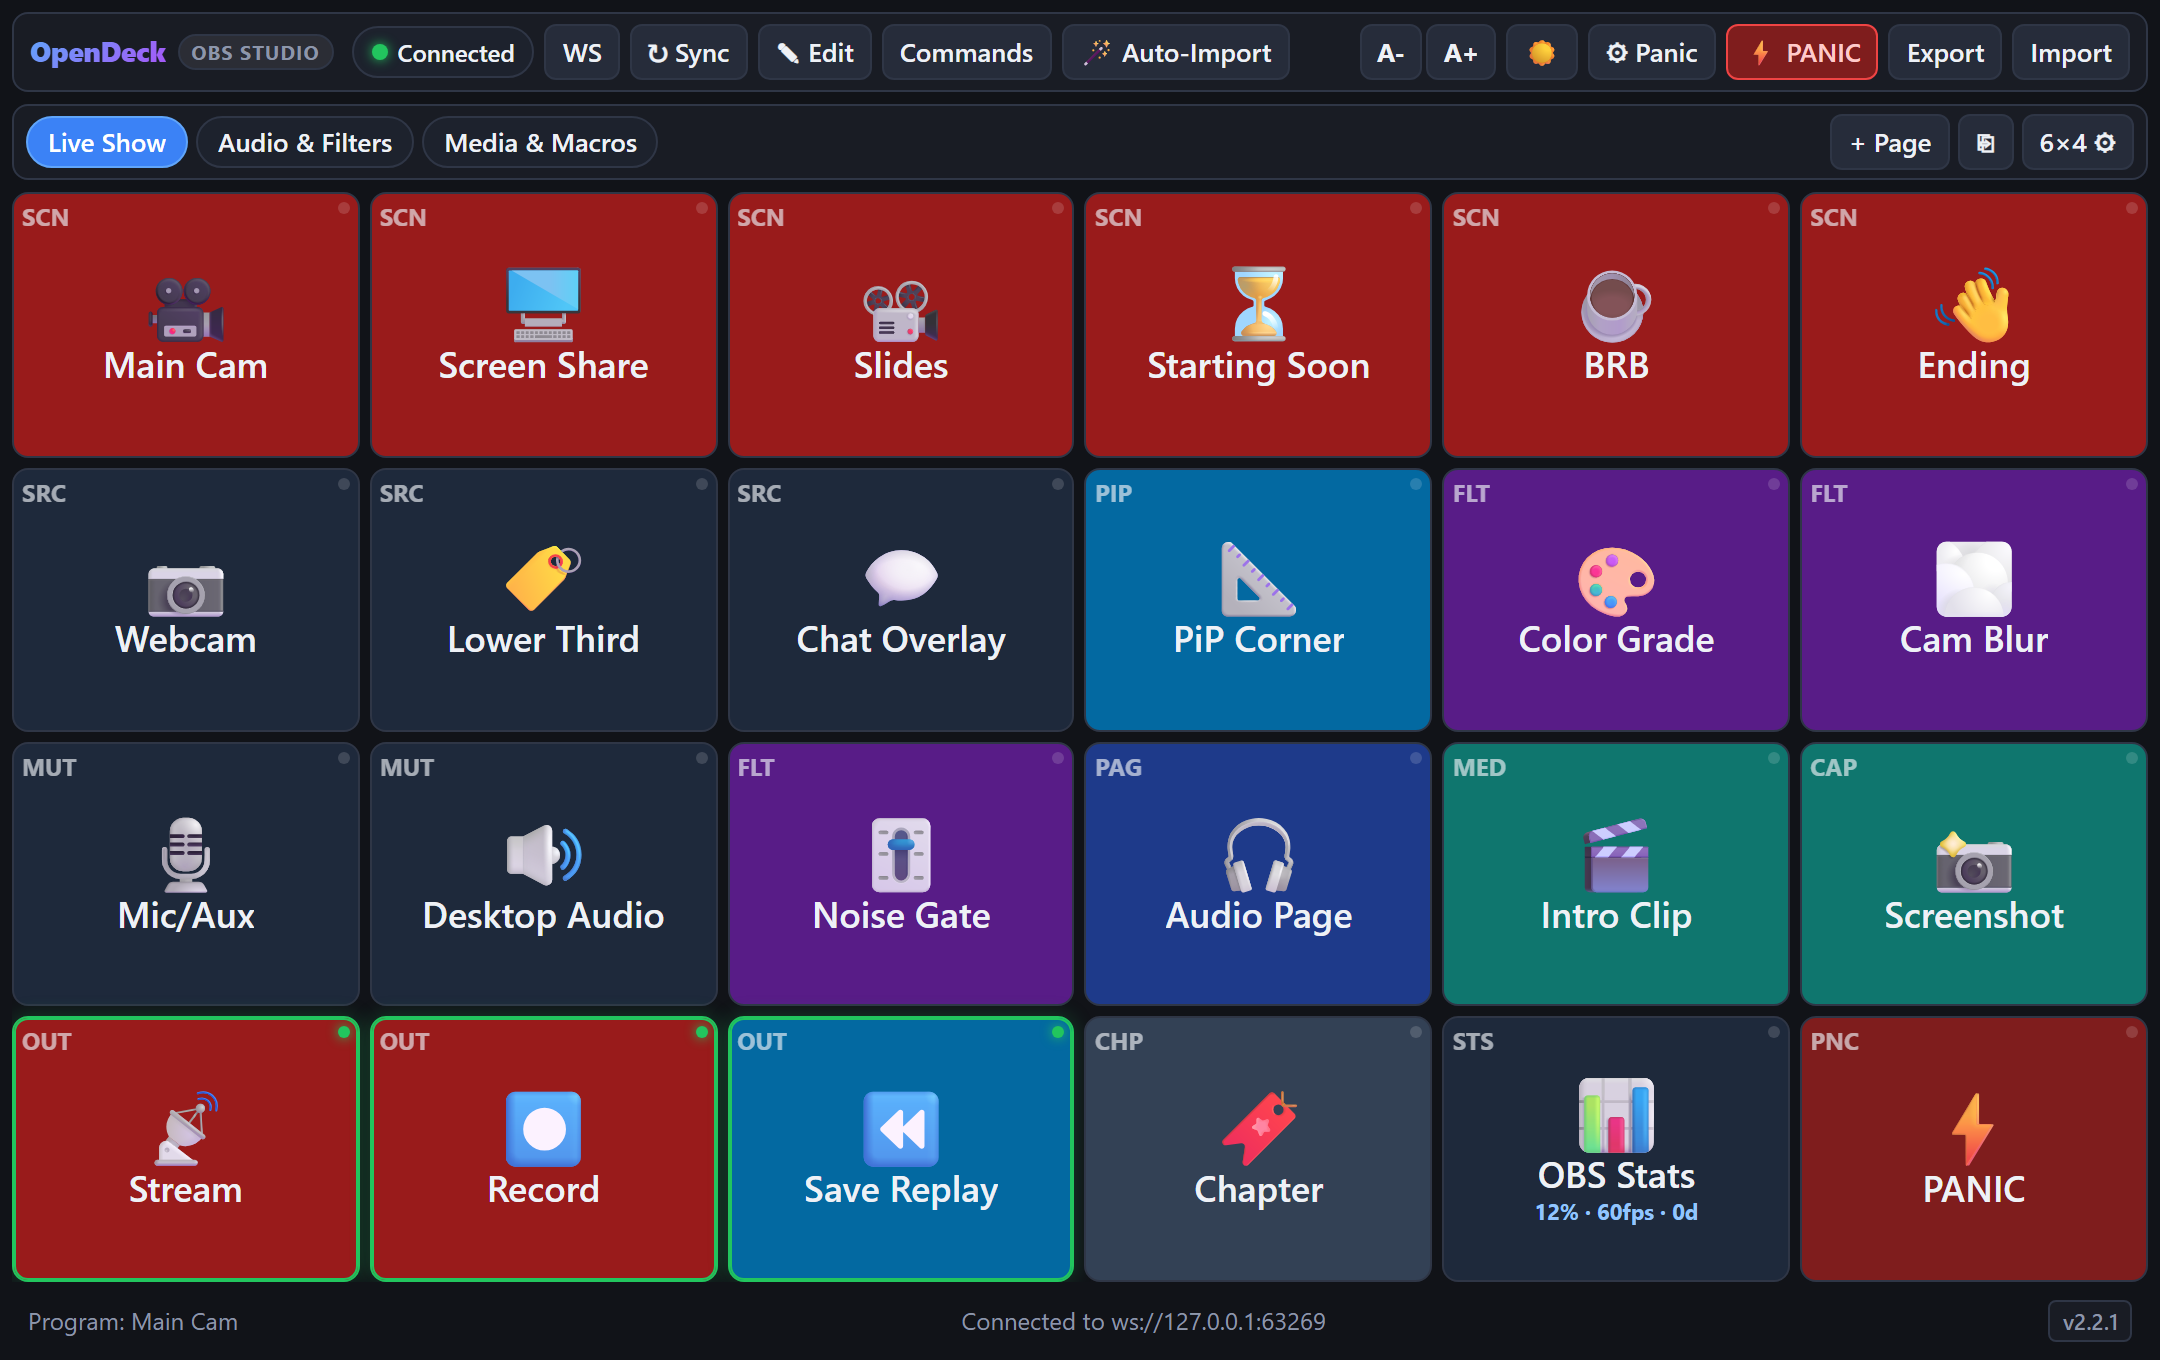 OpenDeck OBS STUDIO Connected WS ↻ Sync ✎ Edit Commands Auto-Import A- A+ ⚙ Panic ⚡ PANIC Export Import
Live Show Audio & Filters Media & Macros + Page 6×4 ⚙
SCN SCN SCN SCN SCN SCN
Main Cam Screen Share Slides Starting Soon BRB Ending
SRC SRC SRC PIP FLT FLT
Webcam Lower Third Chat Overlay PiP Corner Color Grade Cam Blur
MUT MUT FLT PAG MED CAP
Mic/Aux Desktop Audio Noise Gate Audio Page Intro Clip Screenshot
OUT OUT OUT CHP STS PNC
Stream Record Save Replay Chapter OBS Stats PANIC
12% · 60fps · 0d
Program: Main Cam Connected to ws://127.0.0.1:63269 v2.2.1